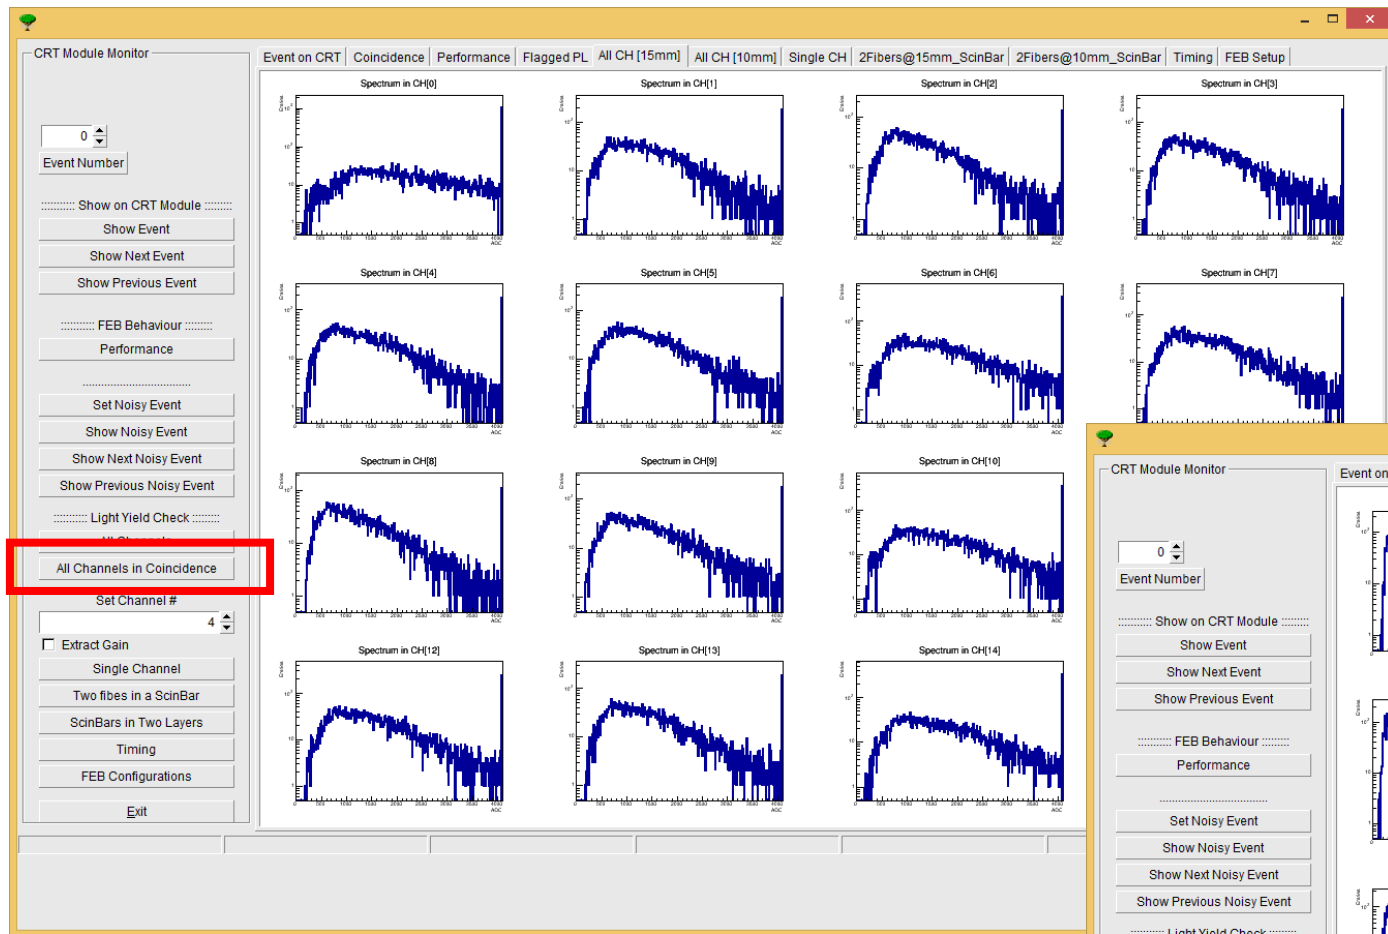 CRT Module Monitor
Event on CRT Coincidence Performance Flagged PL All CH [15mm] All CH [10mm] Single CH 2Fibers@15mm_ScinBar 2Fibers@10mm_ScinBar Timing FEB Setup
0
Event Number
:::::::::: Show on CRT Module ::::::::
Show Event
Show Next Event
Show Previous Event
:::::::::: FEB Behaviour ::::::::
Performance
Set Noisy Event
Show Noisy Event
Show Next Noisy Event
Show Previous Noisy Event
:::::::::: Light Yield Check ::::::::
All Channels
All Channels in Coincidence
Set Channel #
4
Extract Gain
Single Channel
Two fibes in a ScinBar
ScinBars in Two Layers
Timing
FEB Configurations
Exit
Spectrum in CH[0]
Spectrum in CH[1]
Spectrum in CH[2]
Spectrum in CH[3]
Spectrum in CH[4]
Spectrum in CH[5]
Spectrum in CH[6]
Spectrum in CH[7]
Spectrum in CH[8]
Spectrum in CH[9]
Spectrum in CH[10]
Spectrum in CH[12]
Spectrum in CH[13]
Spectrum in CH[14]
CRT Module Monitor
Event on
0
Event Number
:::::::::: Show on CRT Module ::::::::
Show Event
Show Next Event
Show Previous Event
:::::::::: FEB Behaviour ::::::::
Performance
Set Noisy Event
Show Noisy Event
Show Next Noisy Event
Show Previous Noisy Event
:::::::::: Light Yield Check ::::::::